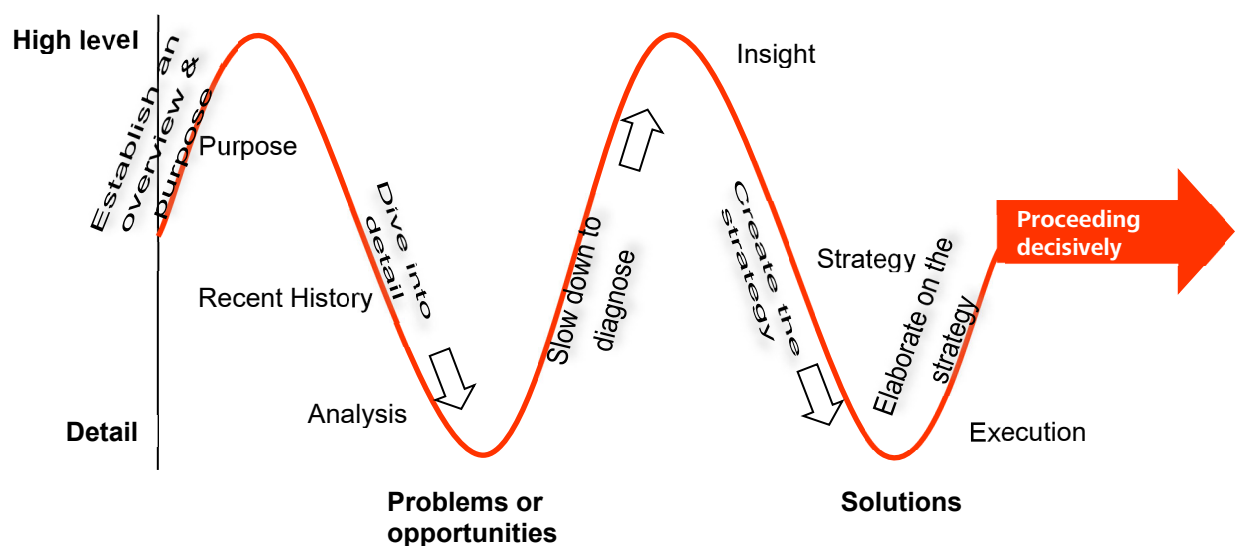 High level
Establish an
overview &
purpose
Purpose
Recent History
Analysis
Detail
Dive into
detail
Problems or
opportunities
Slow down to
diagnose
Insight
Create the
strategy
Strategy
Elaborate on the
strategy
Execution
Solutions
Proceeding
decisively